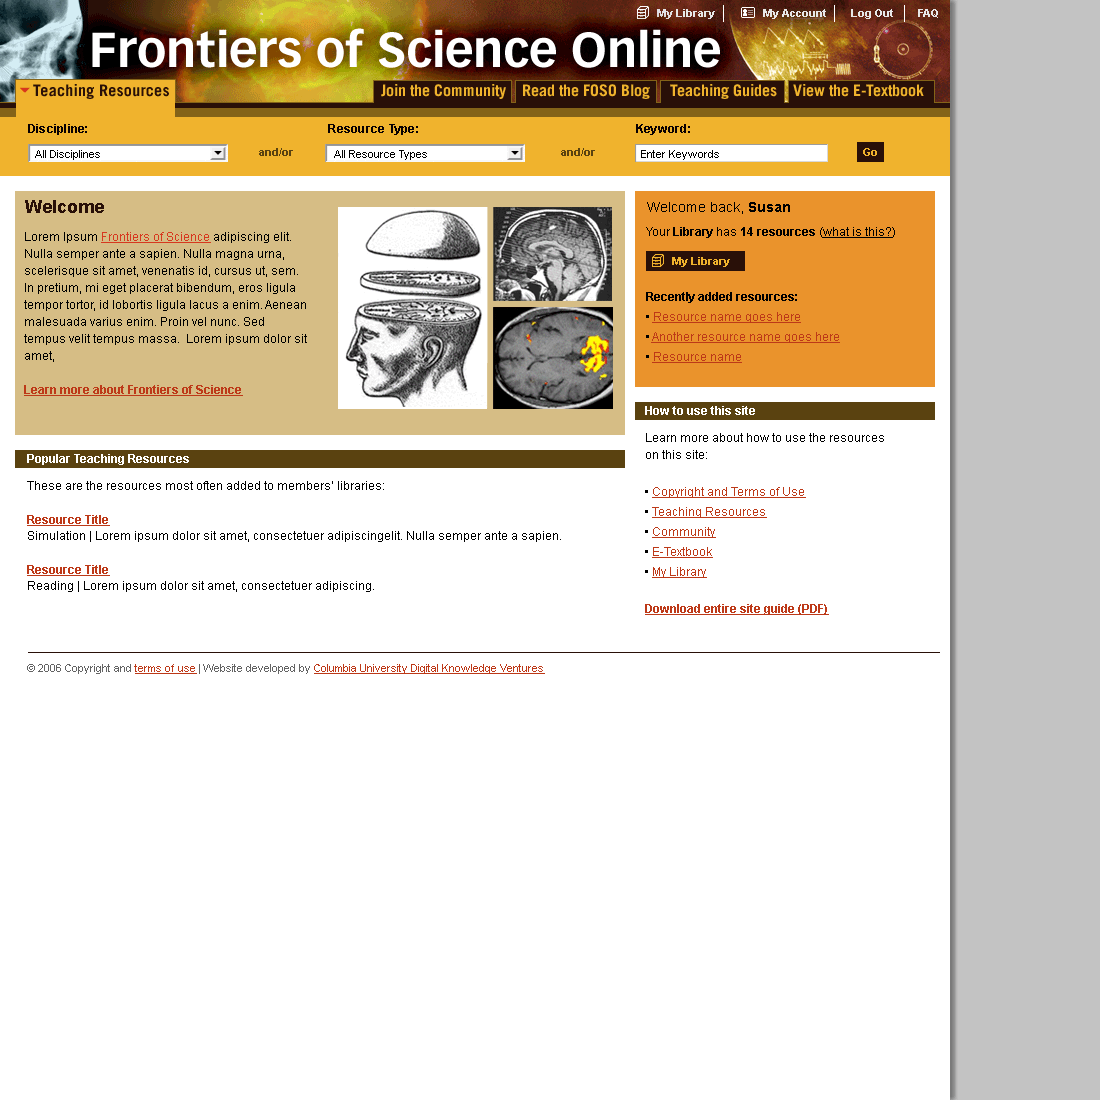 My Library | My Account | Log Out | FAQ
Frontiers of Science Online
Teaching Resources
Join the Community
Read the FOSO Blog
Teaching Guides
View the E-Textbook
Discipline:
Resource Type:
Keyword:
All Disciplines
and/or
All Resource Types
and/or
Enter Keywords
Go
Welcome
Lorem Ipsum Frontiers of Science adipiscing elit.
Nulla semper ante a sapien. Nulla magna urna,
scelerisque sit amet, venenatis id, cursus ut, sem.
In pretium, mi eget placerat bibendum, eros ligula
tempor tortor, id lobortis ligula lacus a enim. Aenean
malesuada varius enim. Proin vel nunc. Sed
tempus velit tempus massa. Lorem ipsum dolor sit
amet,
Learn more about Frontiers of Science
Welcome back, Susan
Your Library has 14 resources (what is this?)
My Library
Recently added resources:
▪ Resource name goes here
▪ Another resource name goes here
▪ Resource name
How to use this site
Learn more about how to use the resources
on this site:
▪ Copyright and Terms of Use
▪ Teaching Resources
▪ Community
▪ E-Textbook
▪ My Library
Download entire site guide (PDF)
Popular Teaching Resources
These are the resources most often added to members' libraries:
Resource Title
Simulation | Lorem ipsum dolor sit amet, consectetuer adipiscingelit. Nulla semper ante a sapien.
Resource Title
Reading | Lorem ipsum dolor sit amet, consectetuer adipiscing.
© 2006 Copyright and terms of use | Website developed by Columbia University Digital Knowledge Ventures